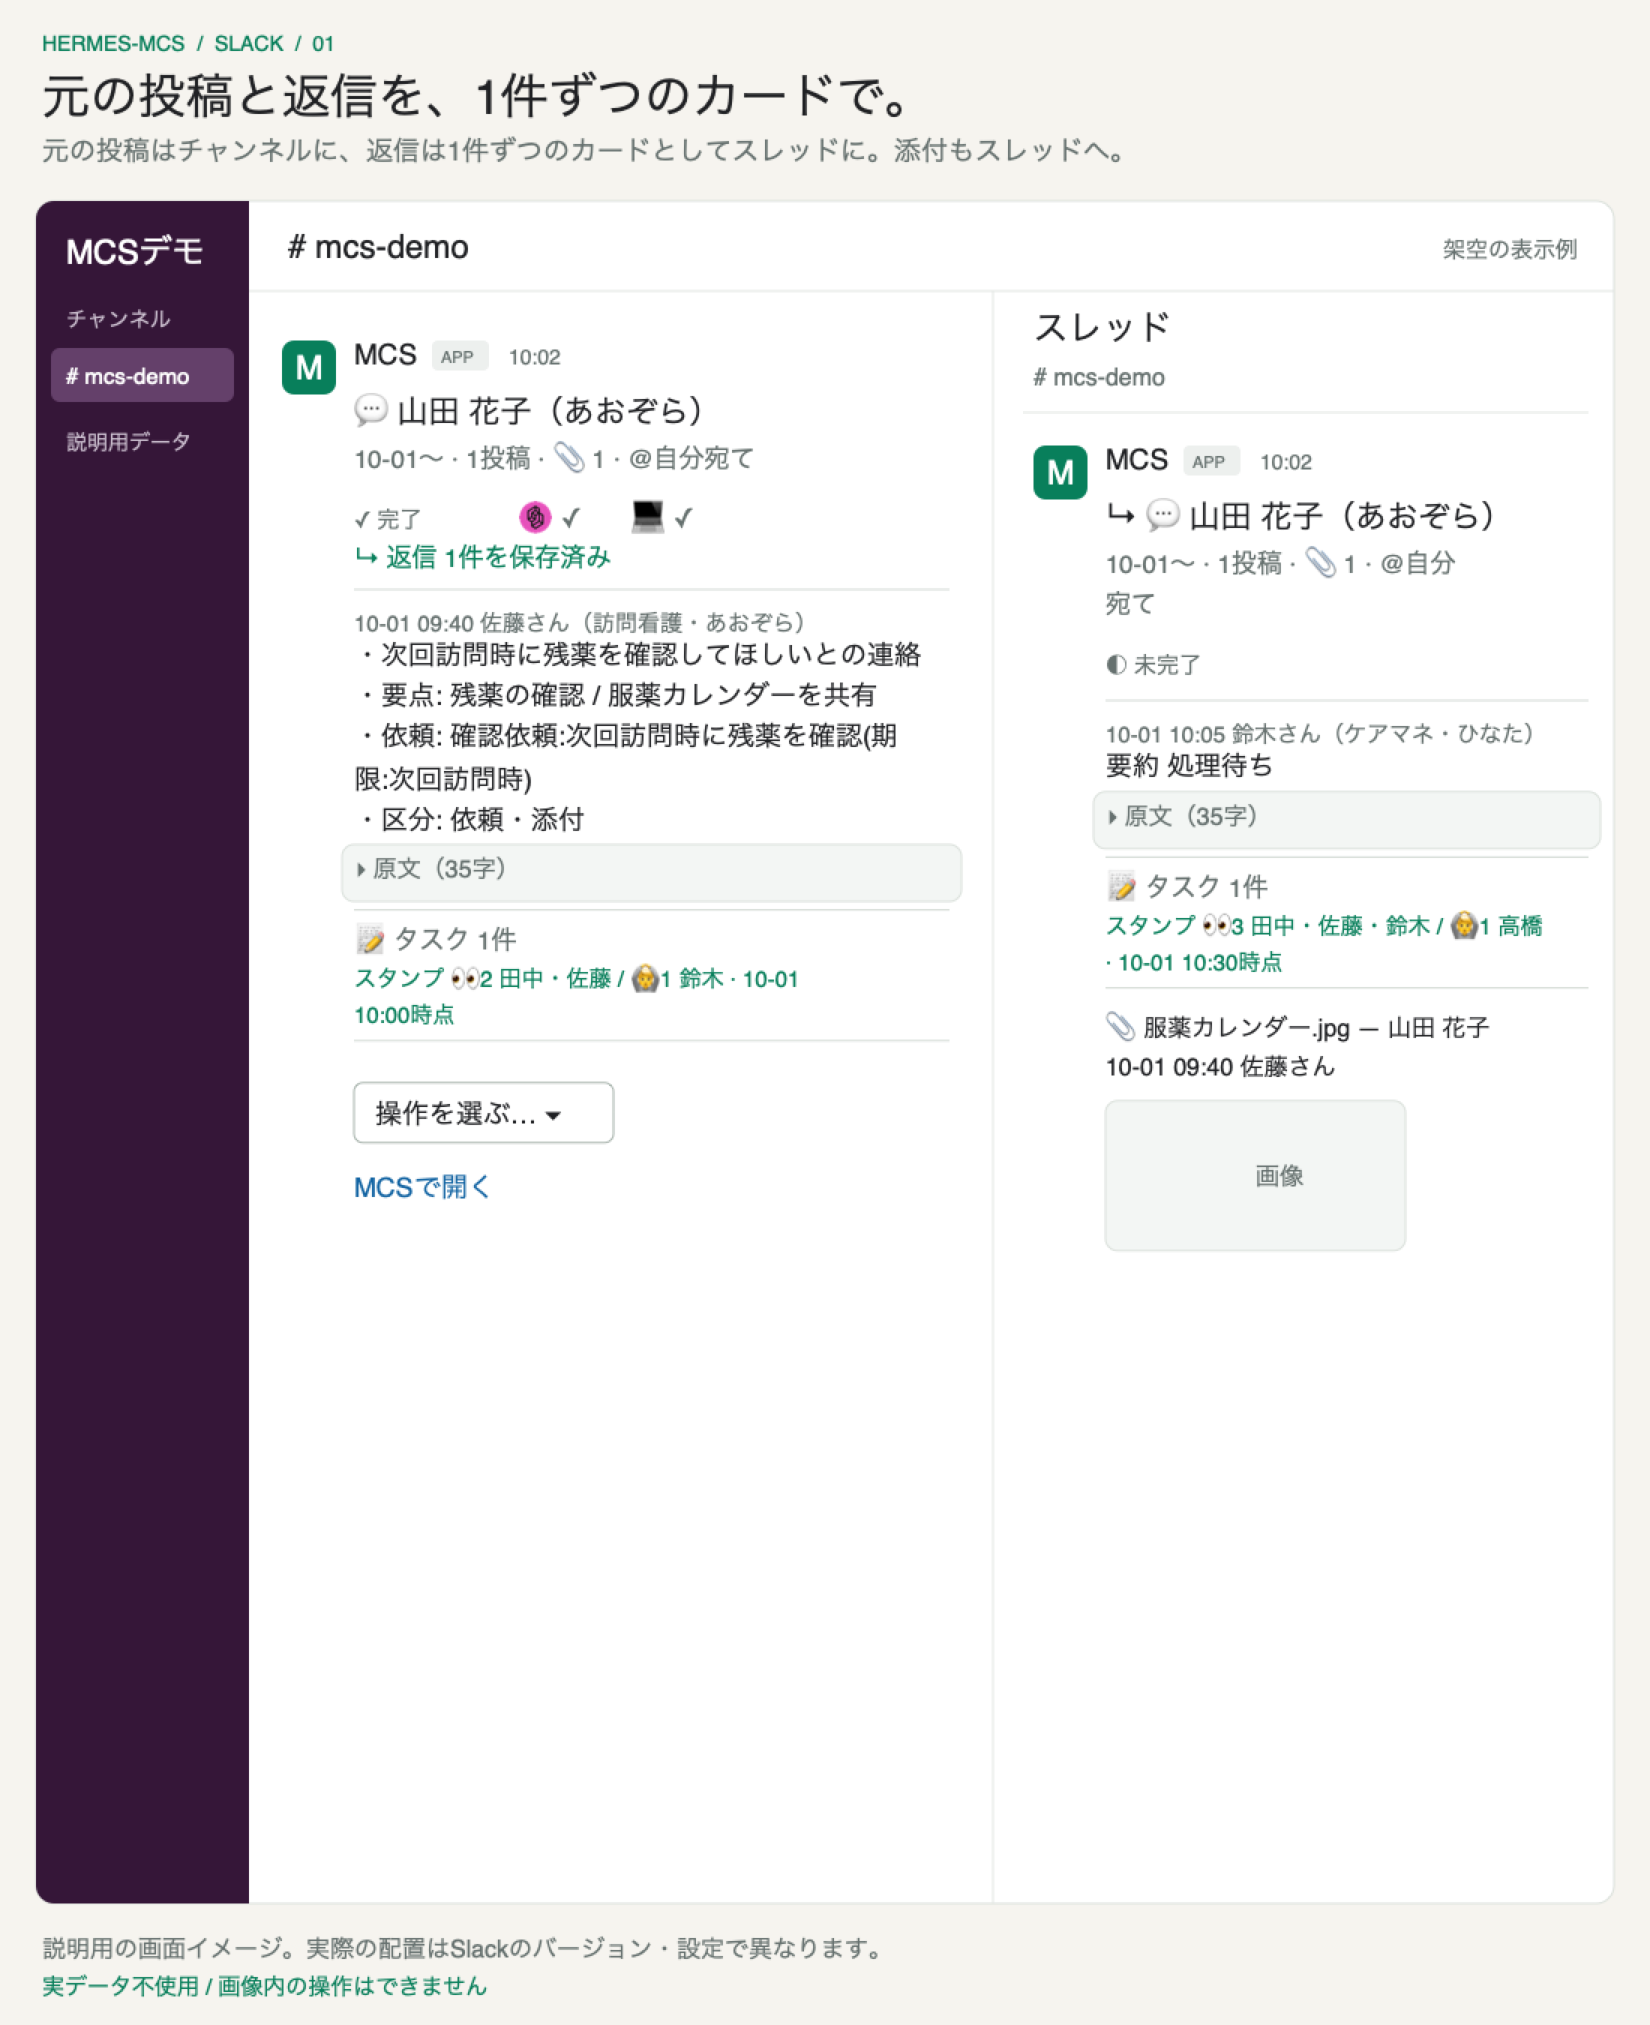 HERMES-MCS / SLACK / 01
元の投稿と返信を、1件ずつのカードで。
元の投稿はチャンネルに、返信は1件ずつのカードとしてスレッドに。添付もスレッドへ。
MCSデモ
チャンネル
# mcs-demo
説明用データ
# mcs-demo
架空の表示例
M
MCS APP 10:02
💬 山田 花子（あおぞら）
10-01〜 · 1投稿 · 📎 1 · @自分宛て
✓ 完了 ✓ 💻 ✓
↳ 返信 1件を保存済み
10-01 09:40 佐藤さん（訪問看護・あおぞら）
・次回訪問時に残薬を確認してほしいとの連絡
・要点: 残薬の確認 / 服薬カレンダーを共有
・依頼: 確認依頼:次回訪問時に残薬を確認(期
限:次回訪問時)
・区分: 依頼・添付
▸ 原文（35字）
📝 タスク 1件
スタンプ 👀2 田中・佐藤 / 🙆1 鈴木 · 10-01
10:00時点
操作を選ぶ… ▾
MCSで開く
スレッド
# mcs-demo
M
MCS APP 10:02
↳ 💬 山田 花子（あおぞら）
10-01〜 · 1投稿 · 📎 1 · @自分
宛て
◐ 未完了
10-01 10:05 鈴木さん（ケアマネ・ひなた）
要約 処理待ち
▸ 原文（35字）
📝 タスク 1件
スタンプ 👀3 田中・佐藤・鈴木 / 🙆1 高橋
· 10-01 10:30時点
📎 服薬カレンダー.jpg — 山田 花子
10-01 09:40 佐藤さん
画像
説明用の画面イメージ。実際の配置はSlackのバージョン・設定で異なります。
実データ不使用 / 画像内の操作はできません